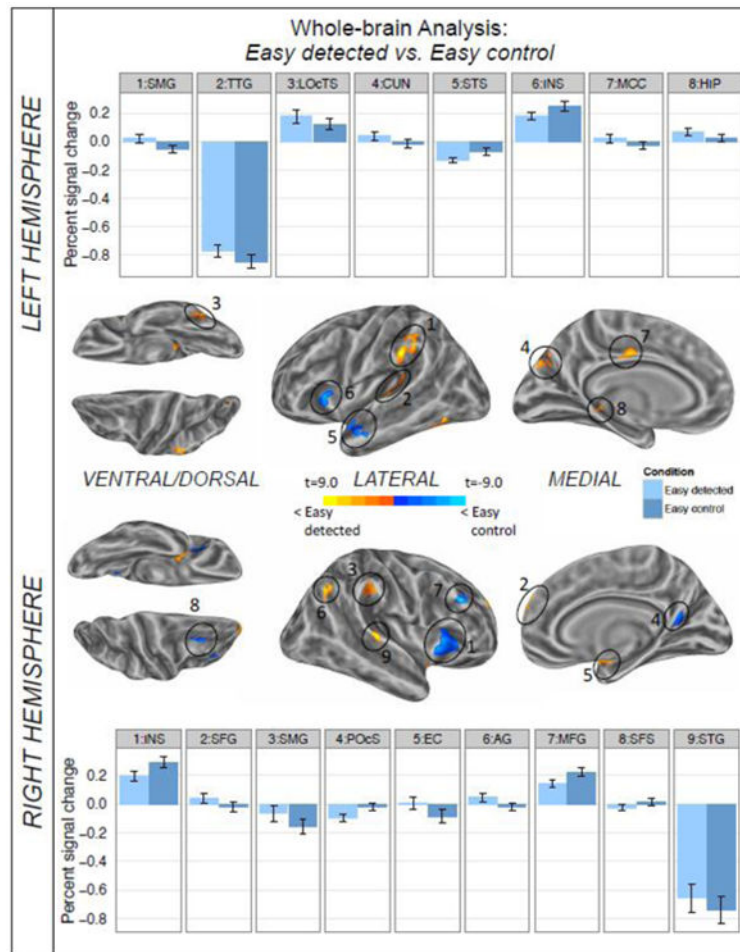 Whole-brain Analysis:
Easy detected vs. Easy control
LEFT HEMISPHERE
1:SMG 2:TTG 3:LOcTS 4:CUN 5:STS 6:INS 7:MCC 8:HIP
Percent signal change
0.2
0.0
−0.2
−0.4
−0.6
−0.8
3
1
2
6
5
4
7
8
VENTRAL/DORSAL
LATERAL
MEDIAL
t=9.0 t=-9.0
< Easy detected
< Easy control
Condition
Easy detected
Easy control
RIGHT HEMISPHERE
8
3
6
7
9
1
2
4
5
1:INS 2:SFG 3:SMG 4:POcS 5:EC 6:AG 7:MFG 8:SFS 9:STG
Percent signal change
0.2
0.0
−0.2
−0.4
−0.6
−0.8